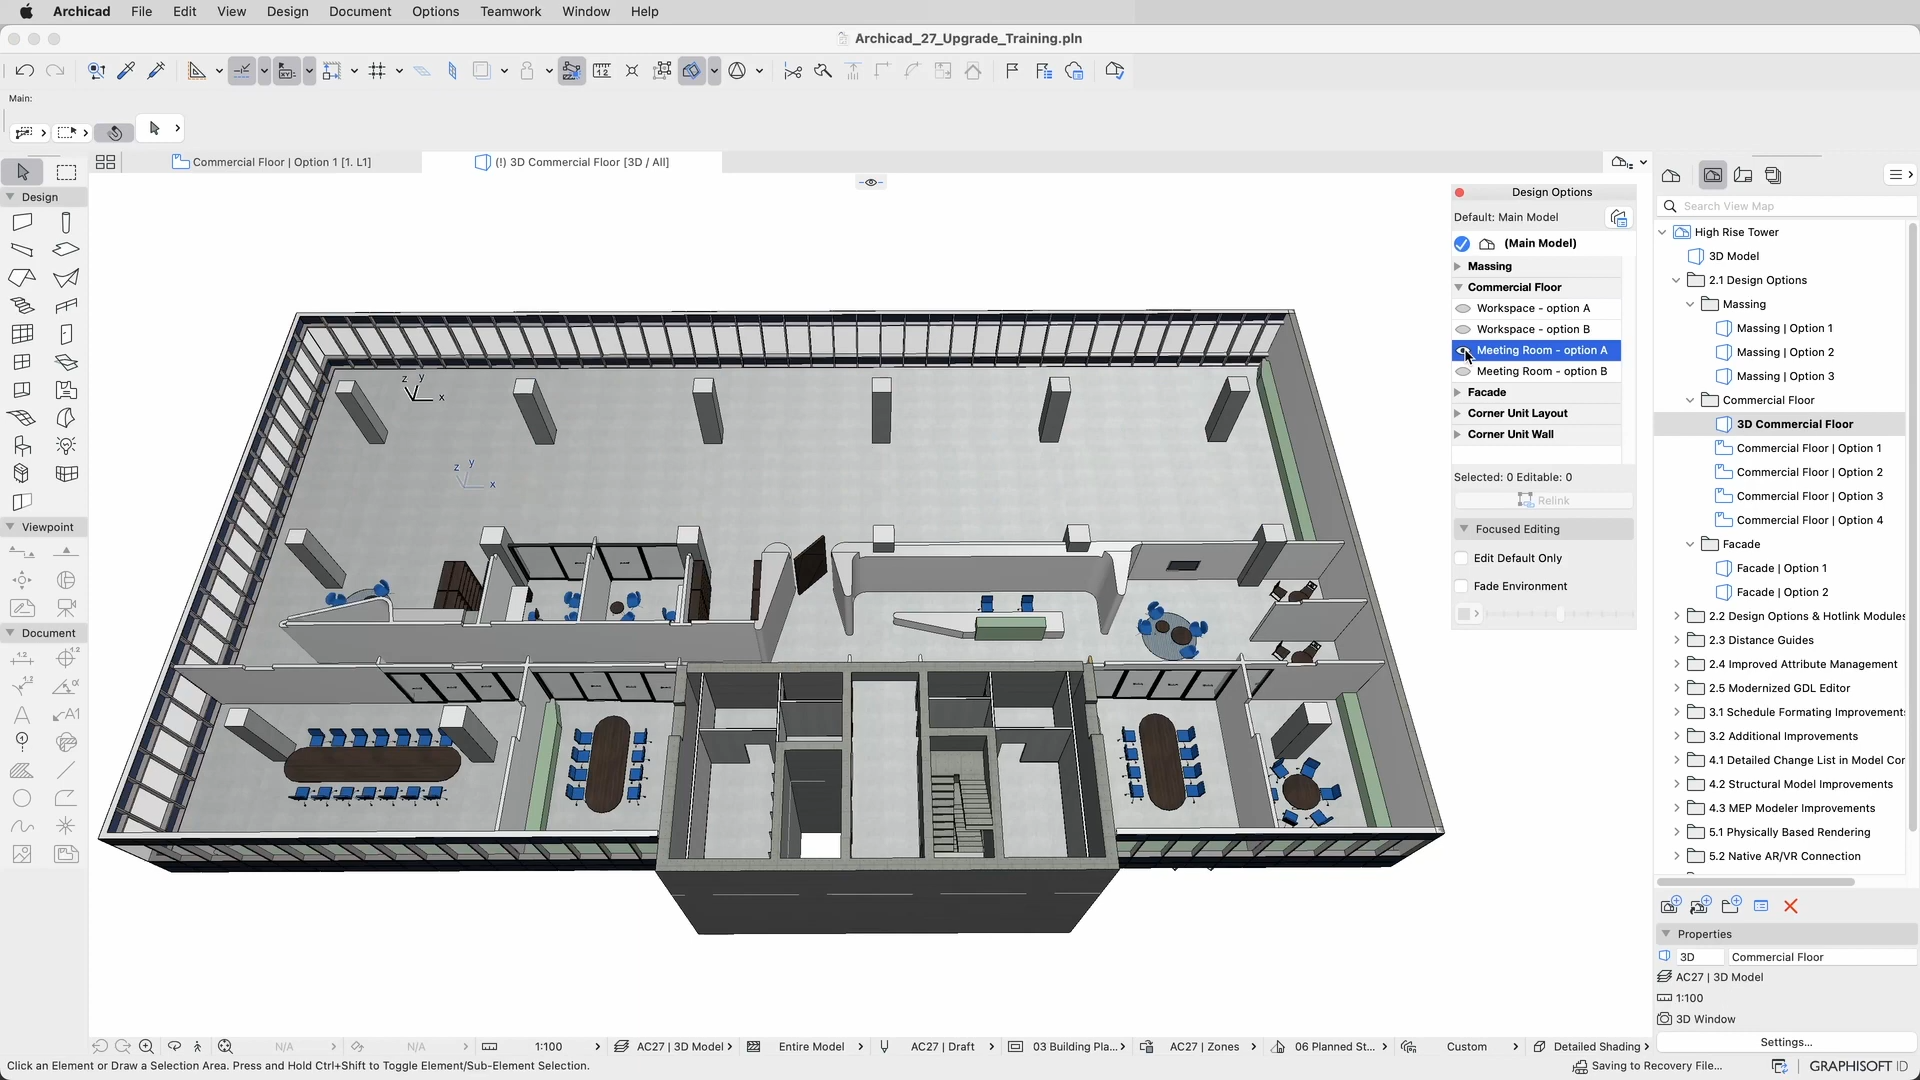 Archicad File Edit View Design Document Options Teamwork Window Help
Archicad_27_Upgrade_Training.pln
Main:
Commercial Floor | Option 1 [1. L1]
(!) 3D Commercial Floor [3D / All]
Design
Viewpoint
Document
A
A1
z y
x
z y
x
Design Options
Default: Main Model
(Main Model)
Massing
Commercial Floor
Workspace - option A
Workspace - option B
Meeting Room - option A
Meeting Room - option B
Facade
Corner Unit Layout
Corner Unit Wall
Selected: 0 Editable: 0
Relink
Focused Editing
Edit Default Only
Fade Environment
Search View Map
High Rise Tower
3D Model
2.1 Design Options
Massing
Massing | Option 1
Massing | Option 2
Massing | Option 3
Commercial Floor
3D Commercial Floor
Commercial Floor | Option 1
Commercial Floor | Option 2
Commercial Floor | Option 3
Commercial Floor | Option 4
Facade
Facade | Option 1
Facade | Option 2
2.2 Design Options & Hotlink Modules
2.3 Distance Guides
2.4 Improved Attribute Management
2.5 Modernized GDL Editor
3.1 Schedule Formating Improvements
3.2 Additional Improvements
4.1 Detailed Change List in Model Cor
4.2 Structural Model Improvements
4.3 MEP Modeler Improvements
5.1 Physically Based Rendering
5.2 Native AR/VR Connection
Properties
3D Commercial Floor
AC27 | 3D Model
1:100
3D Window
Settings...
N/A N/A 1:100 AC27 | 3D Model Entire Model AC27 | Draft 03 Building Pla... AC27 | Zones 06 Planned St... Custom Detailed Shading
Click an Element or Draw a Selection Area. Press and Hold Ctrl+Shift to Toggle Element/Sub-Element Selection.
Saving to Recovery File...
GRAPHISOFT ID